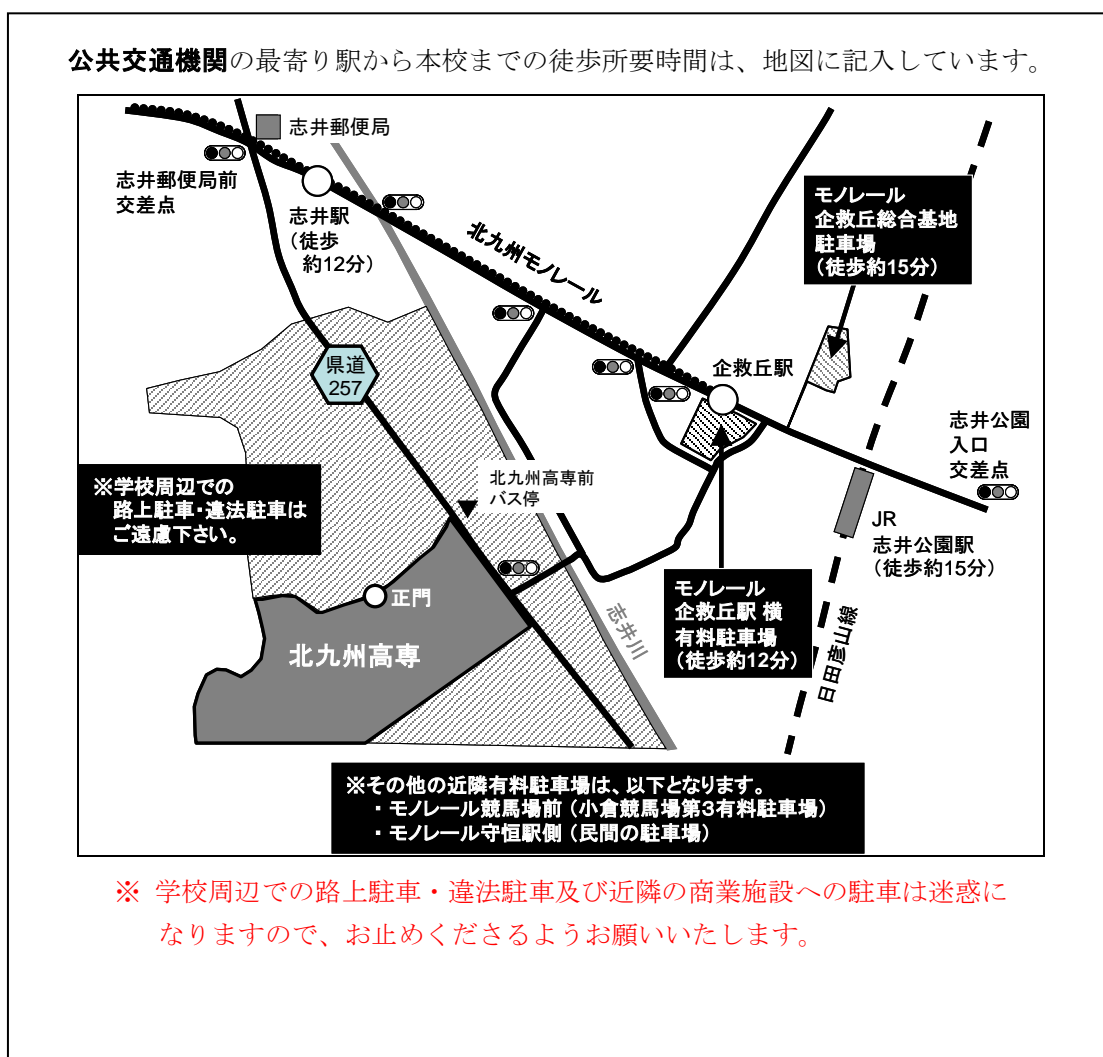 公共交通機関の最寄り駅から本校までの徒歩所要時間は、地図に記入しています。
志井郵便局
志井郵便局前
交差点
志井駅
(徒歩
約12分)
北九州モノレール
モノレール
企救丘総合基地
駐車場
(徒歩約15分)
県道
257
企救丘駅
志井公園
入口
交差点
※学校周辺での
路上駐車・違法駐車は
ご遠慮下さい。
北九州高専前
バス停
JR
志井公園駅
(徒歩約15分)
モノレール
企救丘駅 横
有料駐車場
(徒歩約12分)
正門
志井川
北九州高専
日田彦山線
※その他の近隣有料駐車場は、以下となります。
・モノレール競馬場前(小倉競馬場第3有料駐車場)
・モノレール守恒駅側(民間の駐車場)
※ 学校周辺での路上駐車・違法駐車及び近隣の商業施設への駐車は迷惑に
なりますので、お止めくださるようお願いいたします。